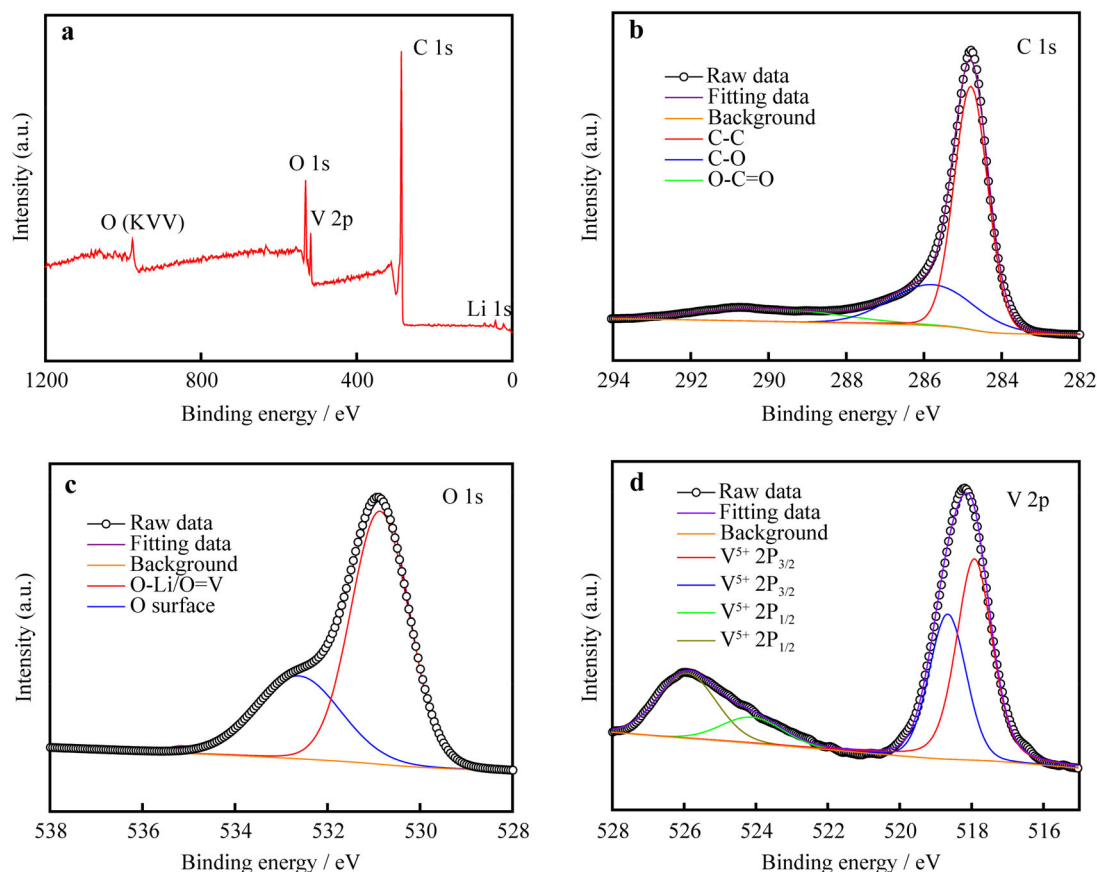 a
C 1s
O 1s
V 2p
O (KVV)
Li 1s
Intensity (a.u.)
1200
800
400
0
Binding energy / eV
b
C 1s
Raw data
Fitting data
Background
C-C
C-O
O-C=O
Intensity (a.u.)
294
292
290
288
286
284
282
Binding energy / eV
c
O 1s
Raw data
Fitting data
Background
O-Li/O=V
O surface
Intensity (a.u.)
538
536
534
532
530
528
Binding energy / eV
d
V 2p
Raw data
Fitting data
Background
V⁵⁺ 2P₃/₂
V⁵⁺ 2P₃/₂
V⁵⁺ 2P₁/₂
V⁵⁺ 2P₁/₂
Intensity (a.u.)
528
526
524
522
520
518
516
Binding energy / eV